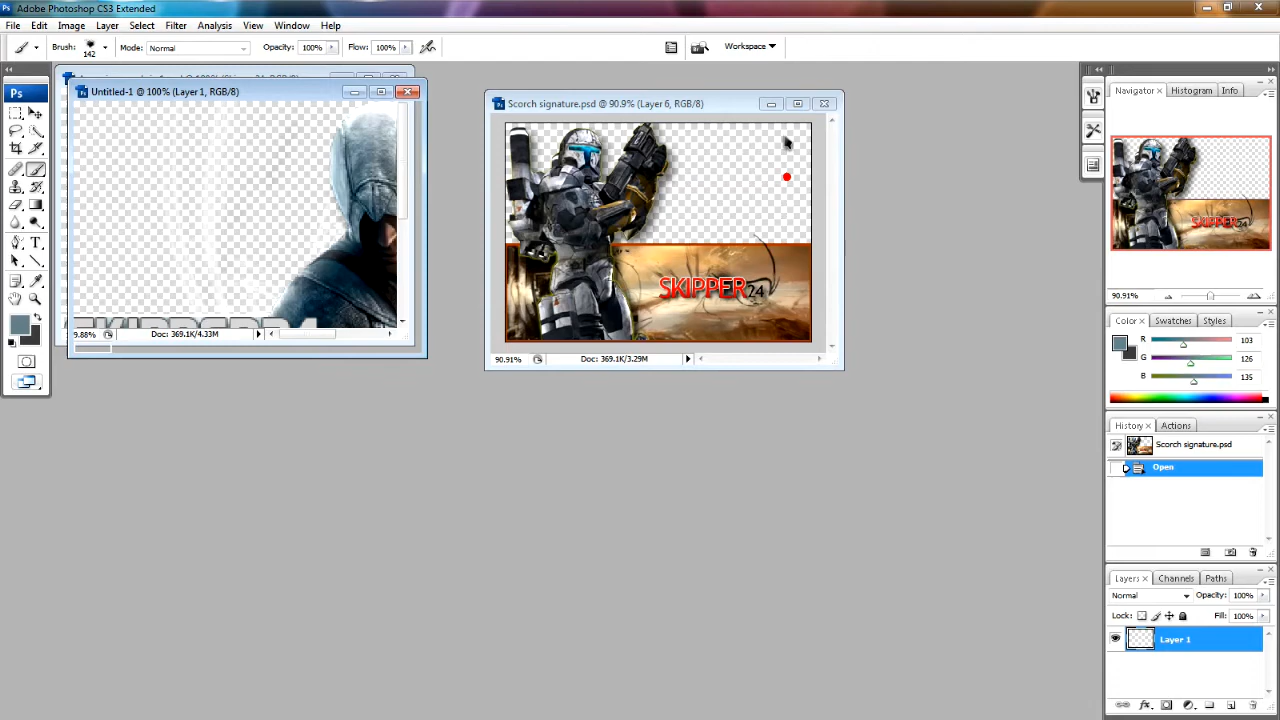 Ps Adobe Photoshop CS3 Extended
File Edit Image Layer Select Filter Analysis View Window Help
Brush: 142 Mode: Normal Opacity: 100% Flow: 100% Workspace
Ps
Untitled-1 @ 100% (Layer 1, RGB/8)
Scorch signature.psd @ 90.9% (Layer 6, RGB/8)
SKIPPER24
9.88% Doc: 369.1K/4.33M
90.91% Doc: 369.1K/3.29M
Navigator Histogram Info
SKIPPER
90.91%
Color Swatches Styles
R 103
G 126
B 135
History Actions
Scorch signature.psd
Open
Layers Channels Paths
Normal Opacity: 100%
Lock: Fill: 100%
Layer 1